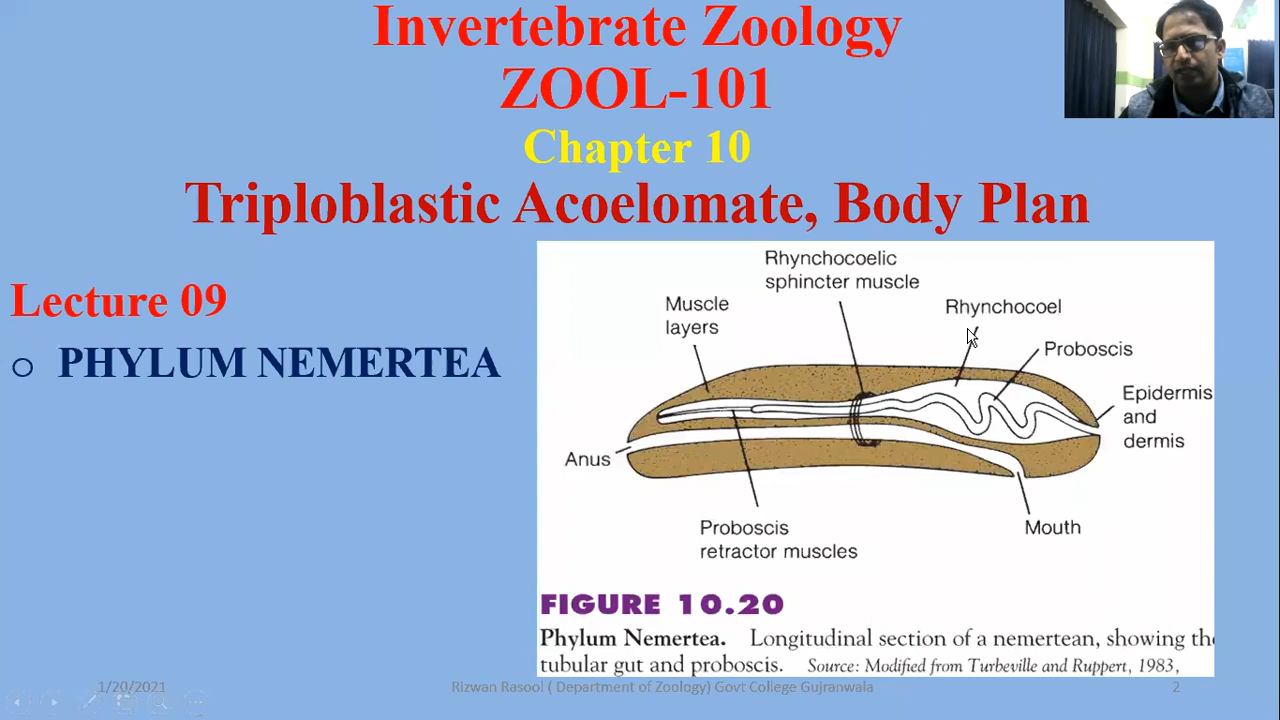 Invertebrate Zoology
ZOOL-101
Chapter 10
Triploblastic Acoelomate, Body Plan
Lecture 09
PHYLUM NEMERTEA
Rhynchocoelic
sphincter muscle
Muscle
layers
Rhynchocoel
Proboscis
Epidermis
and
dermis
Anus
Mouth
Proboscis
retractor muscles
FIGURE 10.20
Phylum Nemertea. Longitudinal section of a nemertean, showing the
tubular gut and proboscis. Source: Modified from Turbeville and Ruppert, 1983,
1/20/2021
Rizwan Rasool ( Department of Zoology) Govt College Gujranwala
2